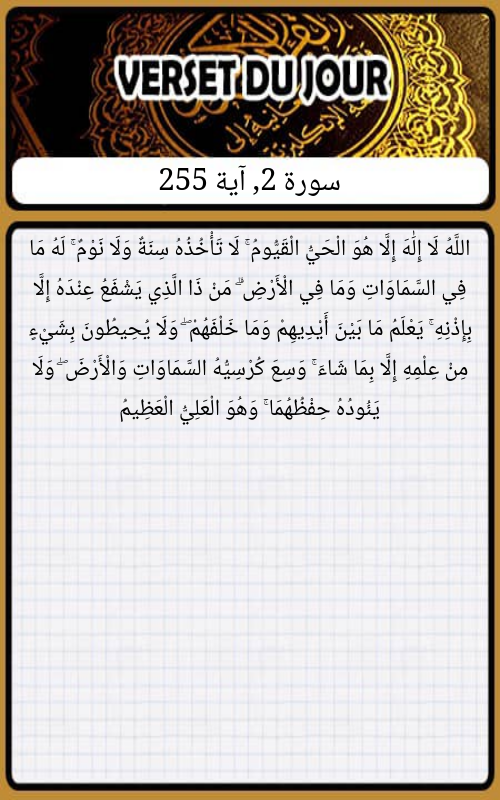 VERSET DU JOUR
سورة 2, آية 255
اللَّهُ لَا إِلَٰهَ إِلَّا هُوَ الْحَيُّ الْقَيُّومُ ۚ لَا تَأْخُذُهُ سِنَةٌ وَلَا نَوْمٌ ۚ لَهُ مَا
فِي السَّمَاوَاتِ وَمَا فِي الْأَرْضِ ۗ مَنْ ذَا الَّذِي يَشْفَعُ عِنْدَهُ إِلَّا
بِإِذْنِهِ ۚ يَعْلَمُ مَا بَيْنَ أَيْدِيهِمْ وَمَا خَلْفَهُمْ ۖ وَلَا يُحِيطُونَ بِشَيْءٍ
مِنْ عِلْمِهِ إِلَّا بِمَا شَاءَ ۚ وَسِعَ كُرْسِيُّهُ السَّمَاوَاتِ وَالْأَرْضَ ۖ وَلَا
يَئُودُهُ حِفْظُهُمَا ۚ وَهُوَ الْعَلِيُّ الْعَظِيمُ